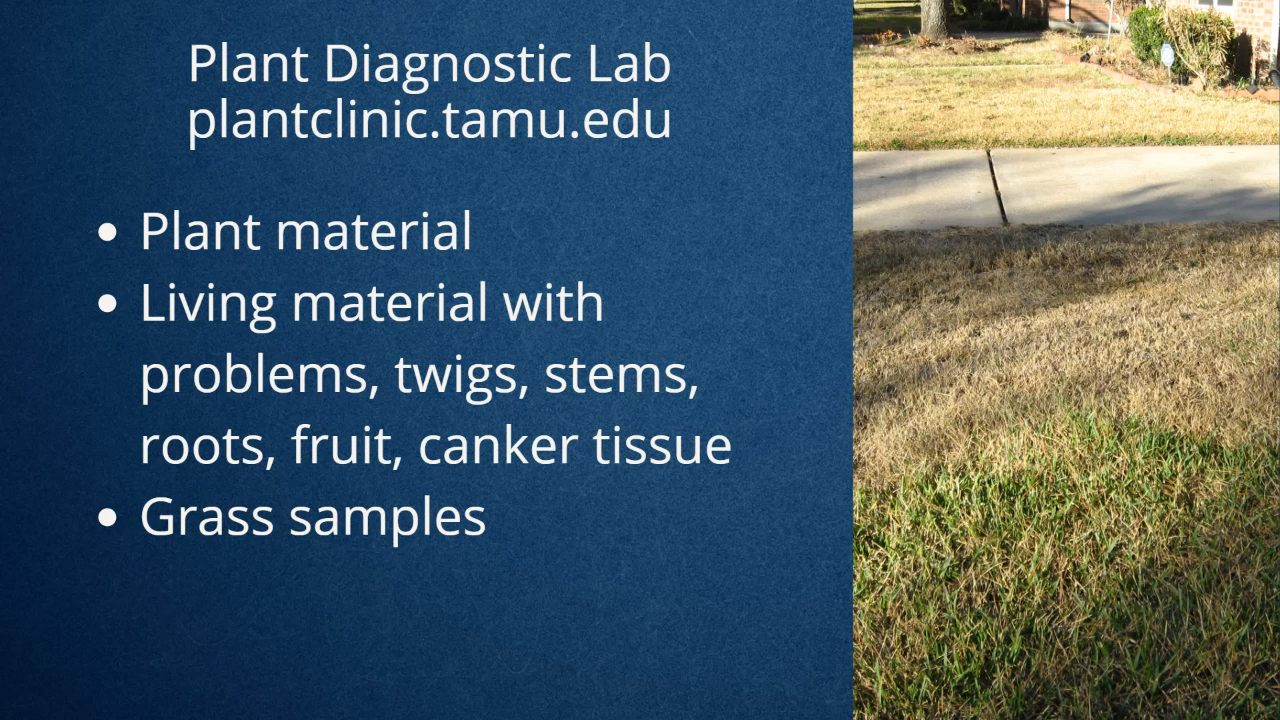 Plant Diagnostic Lab
plantclinic.tamu.edu
• Plant material
• Living material with
problems, twigs, stems,
roots, fruit, canker tissue
• Grass samples